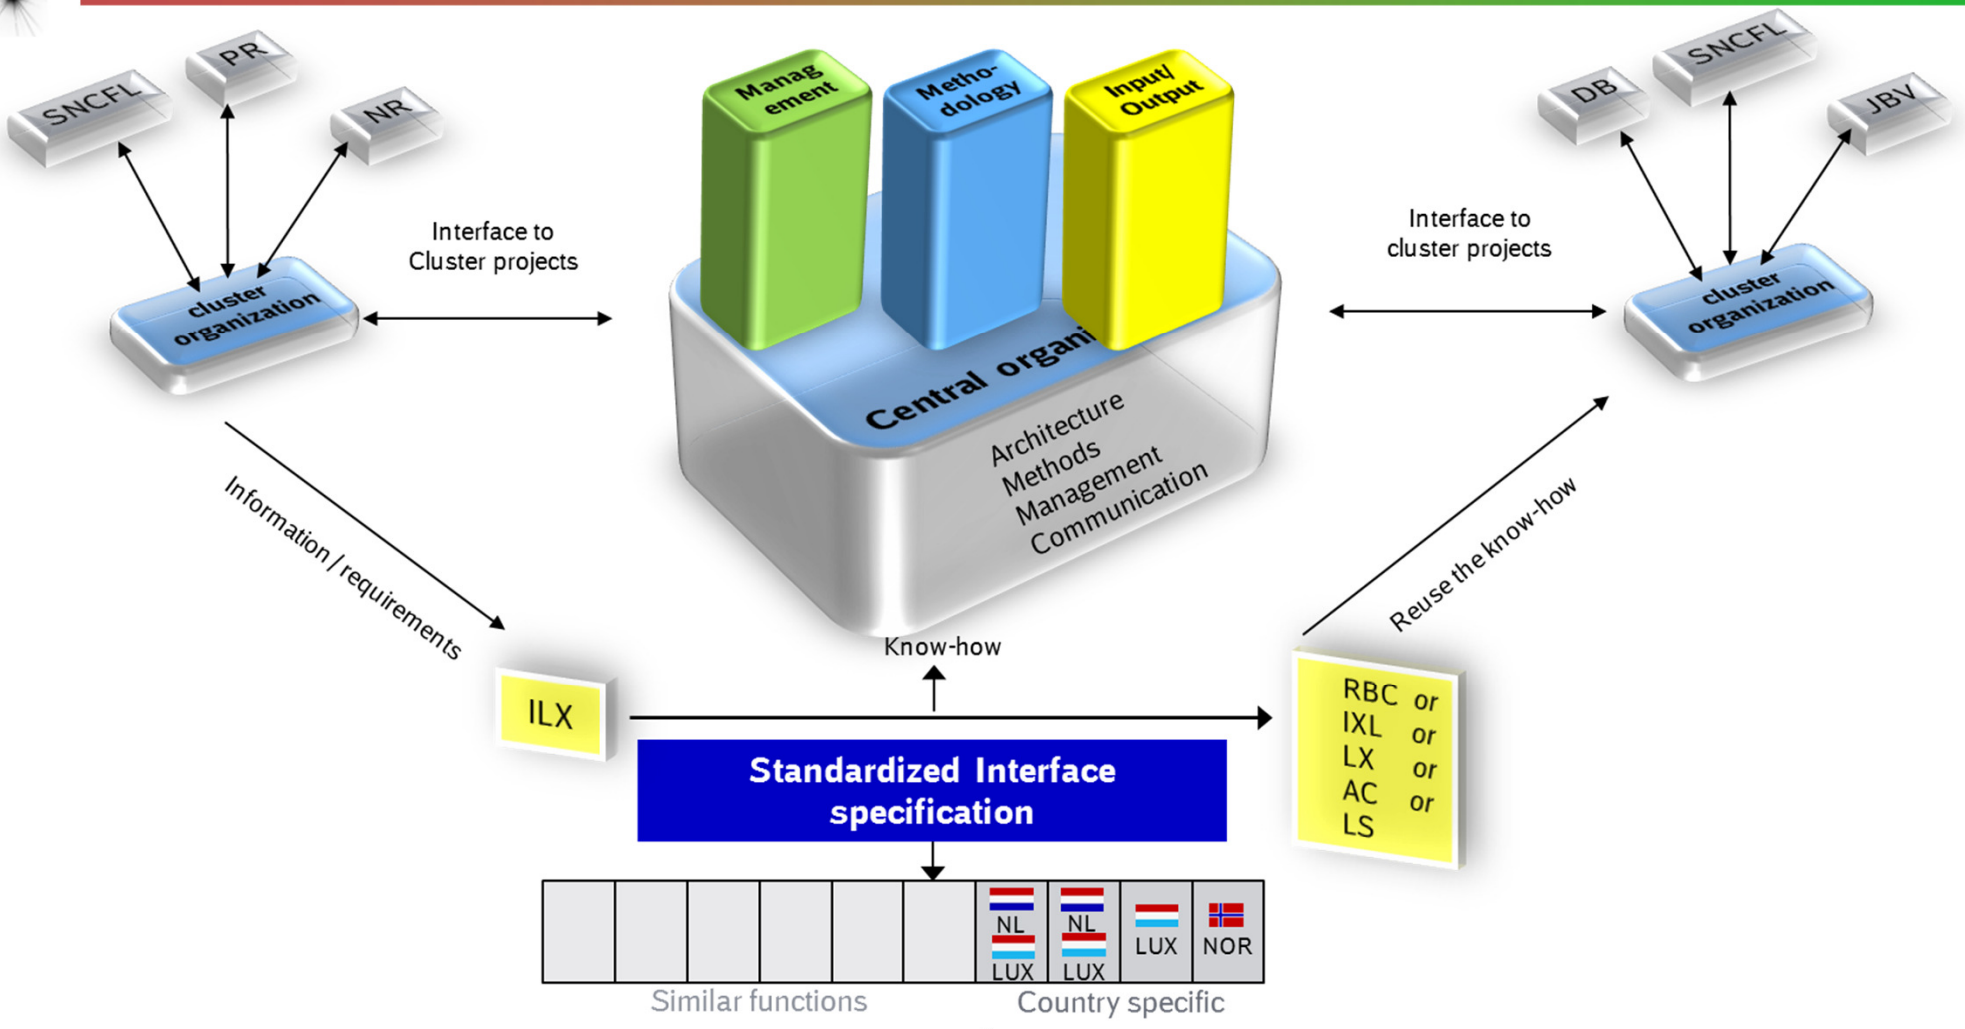 SNCFL
PR
NR
cluster
organization
Interface to
Cluster projects
Manag
ement
Metho-
dology
Input/
Output
Central organi
Architecture
Methods
Management
Communication
DB
SNCFL
JBV
Interface to
cluster projects
cluster
organization
Information / requirements
Know-how
Reuse the know-how
ILX
RBC or
IXL or
LX or
AC or
LS
Standardized Interface
specification
NL
LUX
NL
LUX
LUX
NOR
Similar functions
Country specific